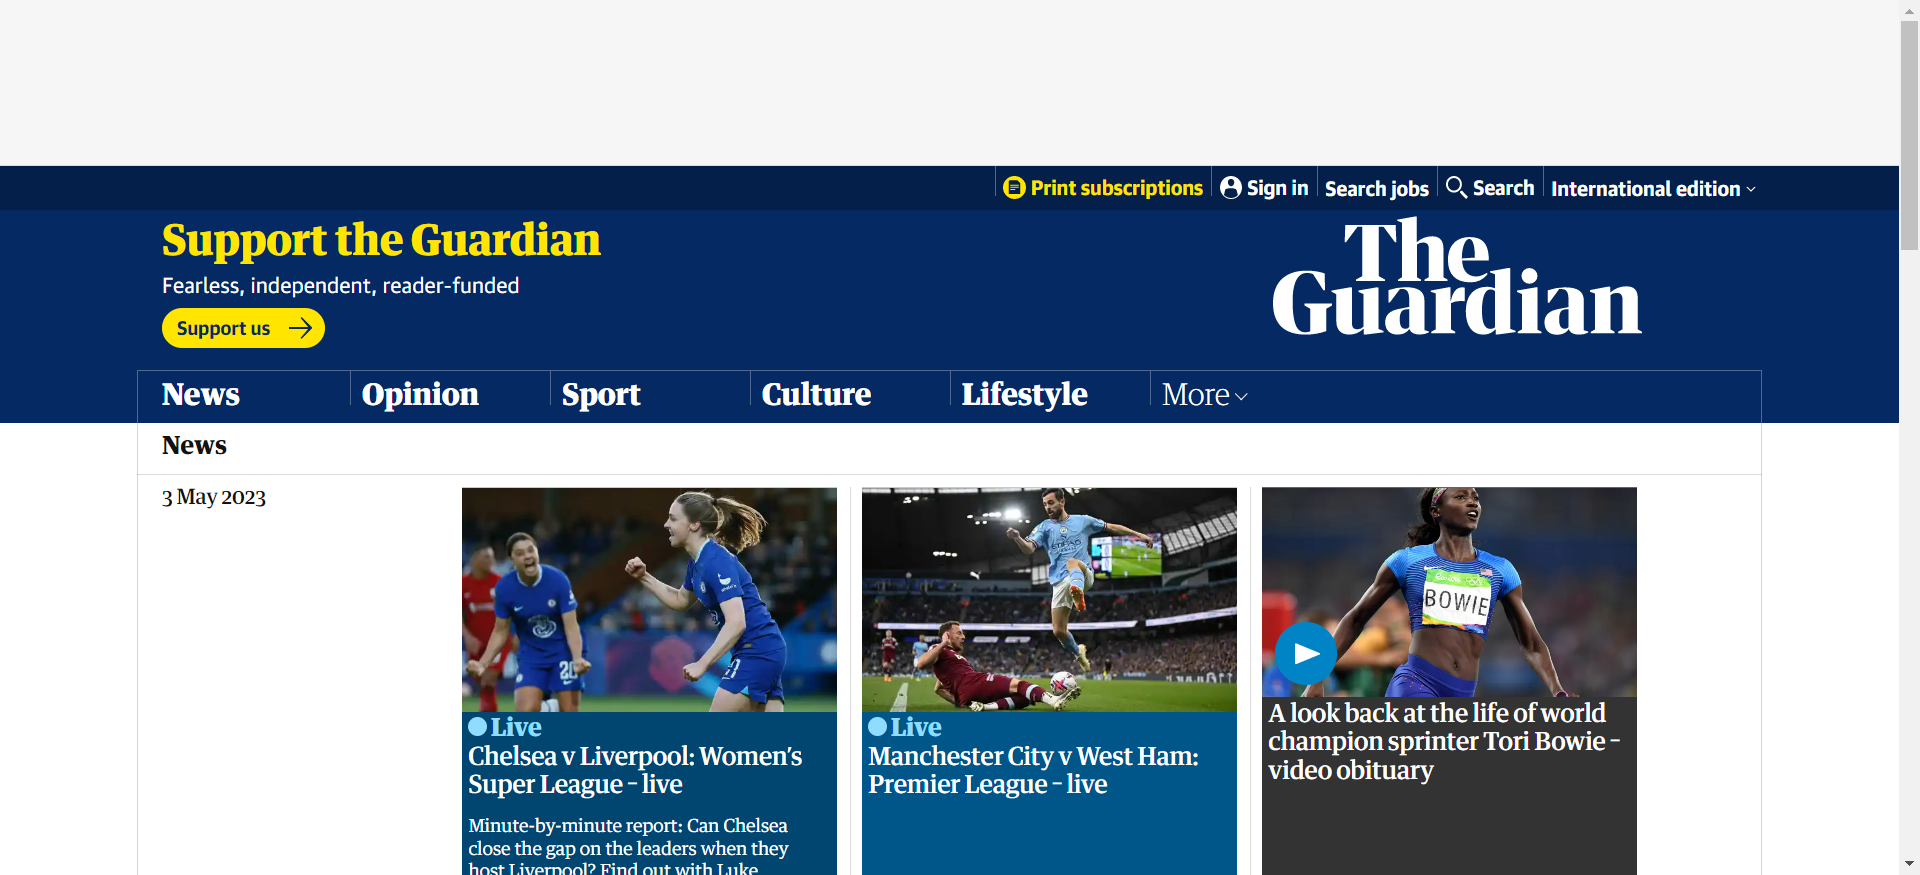 Print subscriptions
Sign in
Search jobs
Search
International edition
Support the Guardian
Fearless, independent, reader-funded
Support us
The
Guardian
News
Opinion
Sport
Culture
Lifestyle
More
News
3 May 2023
20
Live
Chelsea v Liverpool: Women's
Super League – live
Minute-by-minute report: Can Chelsea
close the gap on the leaders when they
host Liverpool? Find out with Luke
Live
Manchester City v West Ham:
Premier League – live
BOWIE
A look back at the life of world
champion sprinter Tori Bowie –
video obituary